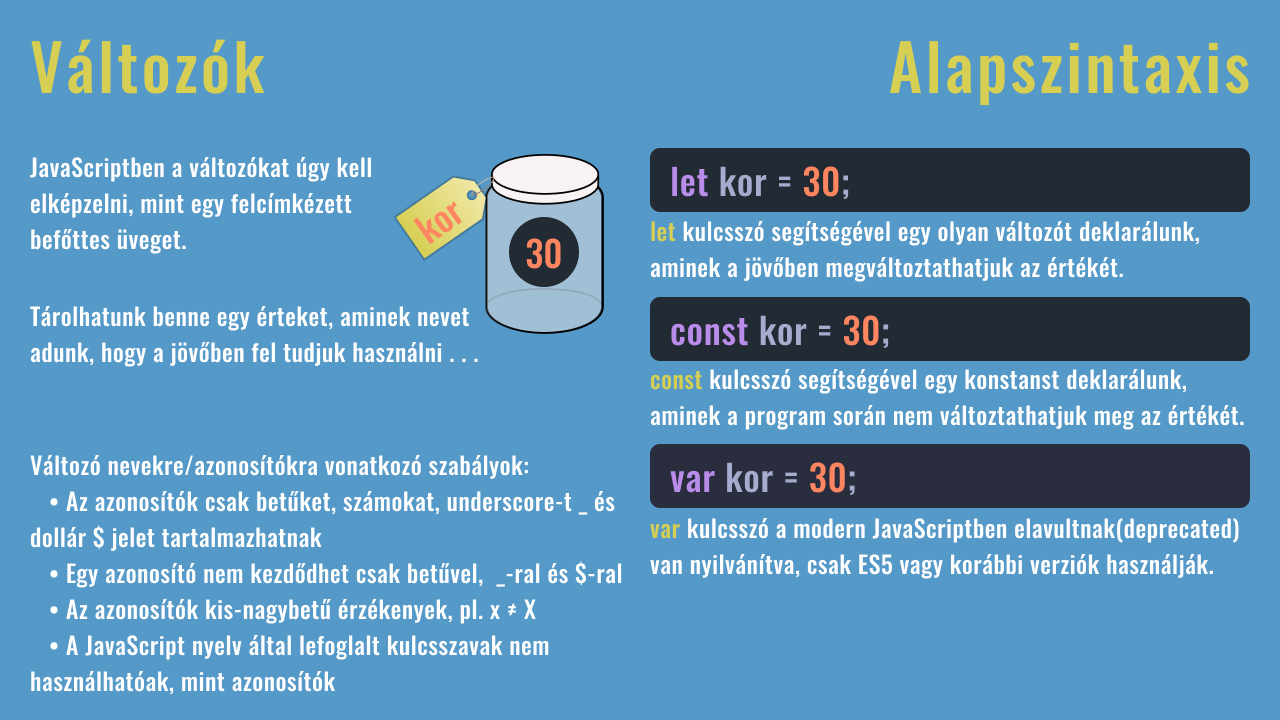 Változók
JavaScriptben a változókat úgy kell
elképzelni, mint egy felcímkézett
befőttes üveget.
kor
30
Tárolhatunk benne egy érteket, aminek nevet
adunk, hogy a jövőben fel tudjuk használni . . .
Változó nevekre/azonosítókra vonatkozó szabályok:
• Az azonosítók csak betűket, számokat, underscore-t _ és
dollár $ jelet tartalmazhatnak
• Egy azonosító nem kezdődhet csak betűvel,  _-ral és $-ral
• Az azonosítók kis-nagybetű érzékenyek, pl. x ≠ X
• A JavaScript nyelv által lefoglalt kulcsszavak nem
használhatóak, mint azonosítók
Alapszintaxis
let kor = 30;
let kulcsszó segítségével egy olyan változót deklarálunk,
aminek a jövőben megváltoztathatjuk az értékét.
const kor = 30;
const kulcsszó segítségével egy konstanst deklarálunk,
aminek a program során nem változtathatjuk meg az értékét.
var kor = 30;
var kulcsszó a modern JavaScriptben elavultnak(deprecated)
van nyilvánítva, csak ES5 vagy korábbi verziók használják.